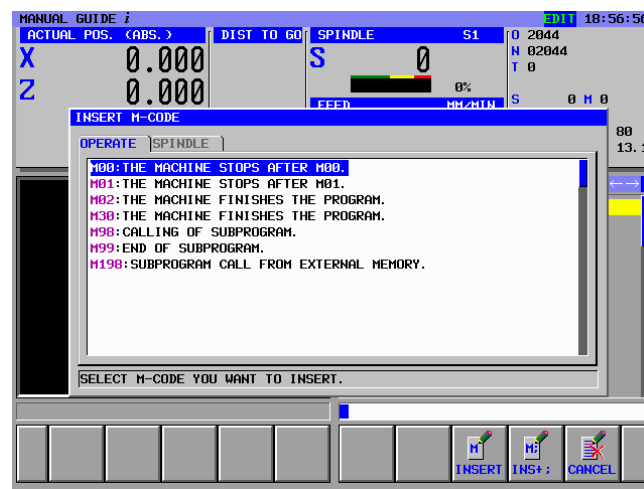 MANUAL GUIDE i EDIT 18:56:56
ACTUAL POS. (ABS.) DIST TO GO SPINDLE S1 O 2044
X 0.000 S 0 N 02044
T 0
Z 0.000 0% S 0 M 0
FEED MM/MIN
INSERT M-CODE
80
OPERATE SPINDLE
13.
M00:THE MACHINE STOPS AFTER M00.
M01:THE MACHINE STOPS AFTER M01.
M02:THE MACHINE FINISHES THE PROGRAM.
M30:THE MACHINE FINISHES THE PROGRAM.
M98:CALLING OF SUBPROGRAM.
M99:END OF SUBPROGRAM.
M198:SUBPROGRAM CALL FROM EXTERNAL MEMORY.
SELECT M-CODE YOU WANT TO INSERT.
M M;
INSERT INS+; CANCEL